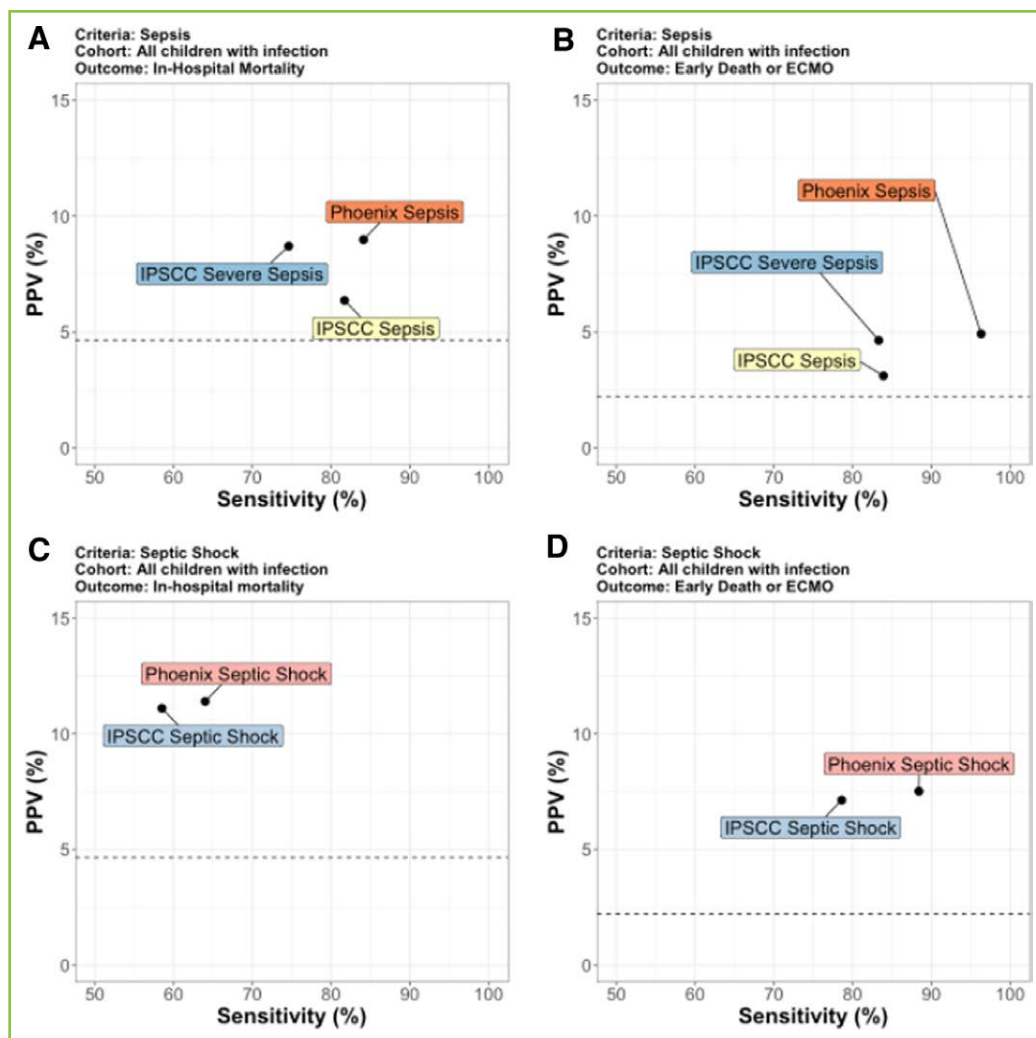 A
Criteria: Sepsis
Cohort: All children with infection
Outcome: In-Hospital Mortality
15
10
5
0
PPV (%)
Phoenix Sepsis
IPSCC Severe Sepsis
IPSCC Sepsis
50 60 70 80 90 100
Sensitivity (%)
B
Criteria: Sepsis
Cohort: All children with infection
Outcome: Early Death or ECMO
15
10
5
0
PPV (%)
Phoenix Sepsis
IPSCC Severe Sepsis
IPSCC Sepsis
50 60 70 80 90 100
Sensitivity (%)
C
Criteria: Septic Shock
Cohort: All children with infection
Outcome: In-hospital mortality
15
10
5
0
PPV (%)
Phoenix Septic Shock
IPSCC Septic Shock
50 60 70 80 90 100
Sensitivity (%)
D
Criteria: Septic Shock
Cohort: All children with infection
Outcome: Early Death or ECMO
15
10
5
0
PPV (%)
Phoenix Septic Shock
IPSCC Septic Shock
50 60 70 80 90 100
Sensitivity (%)